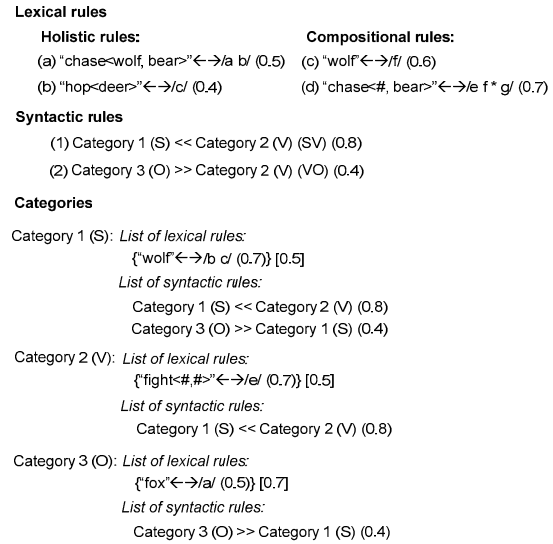 Lexical rules
Holistic rules: Compositional rules:
(a) “chase<wolf, bear>”←→/a b/ (0.5) (c) “wolf”←→/f/ (0.6)
(b) “hop<deer>”←→/c/ (0.4) (d) “chase<#, bear>”←→/e f * g/ (0.7)
Syntactic rules
(1) Category 1 (S) << Category 2 (V) (SV) (0.8)
(2) Category 3 (O) >> Category 2 (V) (VO) (0.4)
Categories
Category 1 (S): List of lexical rules:
{“wolf”←→/b c/ (0.7)} [0.5]
List of syntactic rules:
Category 1 (S) << Category 2 (V) (0.8)
Category 3 (O) >> Category 1 (S) (0.4)
Category 2 (V): List of lexical rules:
{“fight<#,#>”←→/e/ (0.7)} [0.5]
List of syntactic rules:
Category 1 (S) << Category 2 (V) (0.8)
Category 3 (O): List of lexical rules:
{“fox”←→/a/ (0.5)} [0.7]
List of syntactic rules:
Category 3 (O) >> Category 1 (S) (0.4)